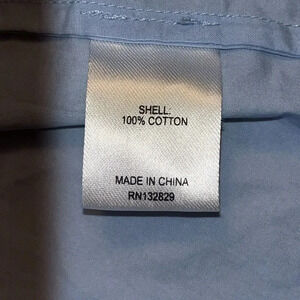 SHELL:
100% COTTON
MADE IN CHINA
RN132829